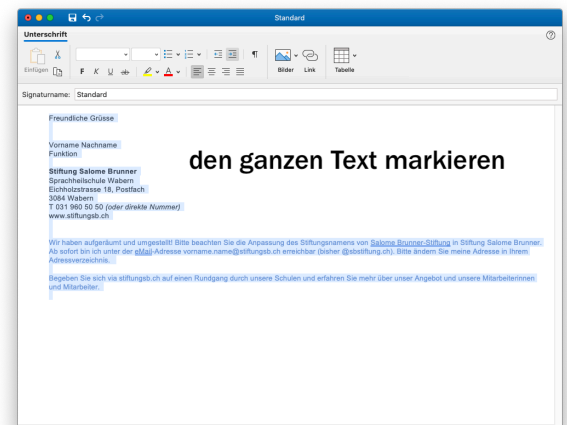 Standard
Unterschrift
Einfügen
F K U ab A
Bilder Link Tabelle
Signaturname: Standard
Freundliche Grüsse
Vorname Nachname
Funktion
den ganzen Text markieren
Stiftung Salome Brunner
Sprachheilschule Wabern
Eichholzstrasse 18, Postfach
3084 Wabern
T 031 960 50 50 (oder direkte Nummer)
www.stiftungsb.ch
Wir haben aufgeräumt und umgestellt! Bitte beachten Sie die Anpassung des Stiftungsnamens von Salome Brunner-Stiftung in Stiftung Salome Brunner.
Ab sofort bin ich unter der eMail-Adresse vorname.name@stiftungsb.ch erreichbar (bisher @sbstiftung.ch). Bitte ändern Sie meine Adresse in Ihrem
Adressverzeichnis.
Begeben Sie sich via stiftungsb.ch auf einen Rundgang durch unsere Schulen und erfahren Sie mehr über unser Angebot und unsere Mitarbeiterinnen
und Mitarbeiter.